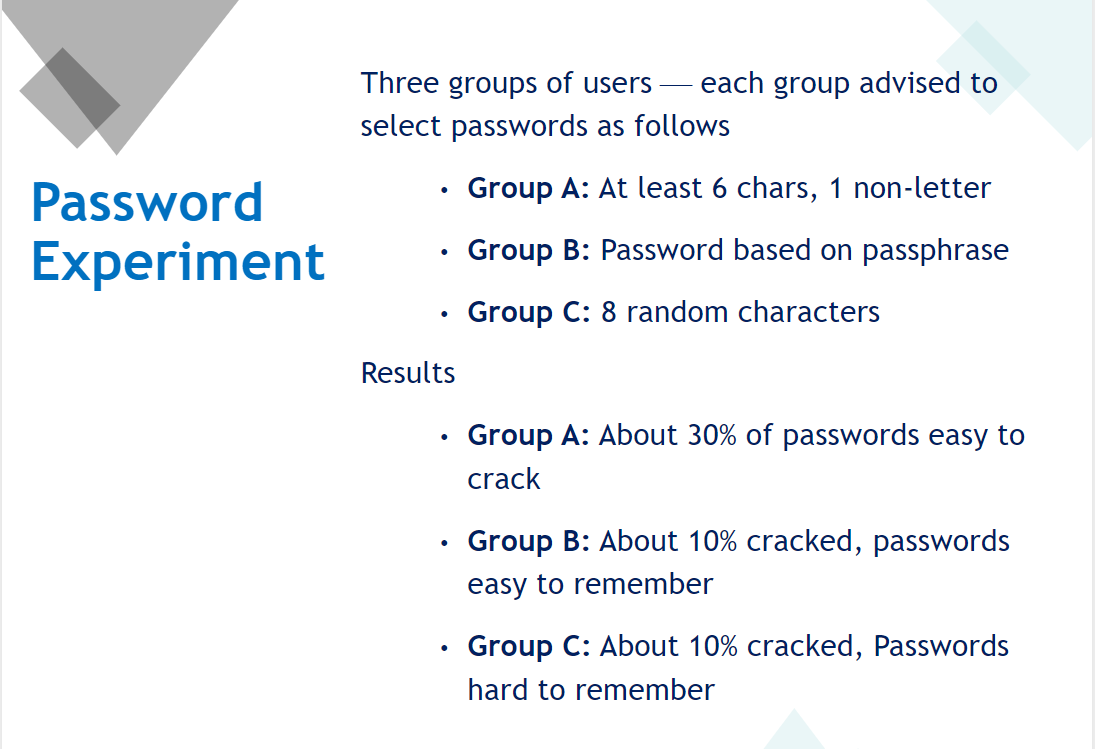 Password
Experiment
Three groups of users — each group advised to
select passwords as follows
• Group A: At least 6 chars, 1 non-letter
• Group B: Password based on passphrase
• Group C: 8 random characters
Results
• Group A: About 30% of passwords easy to
crack
• Group B: About 10% cracked, passwords
easy to remember
• Group C: About 10% cracked, Passwords
hard to remember